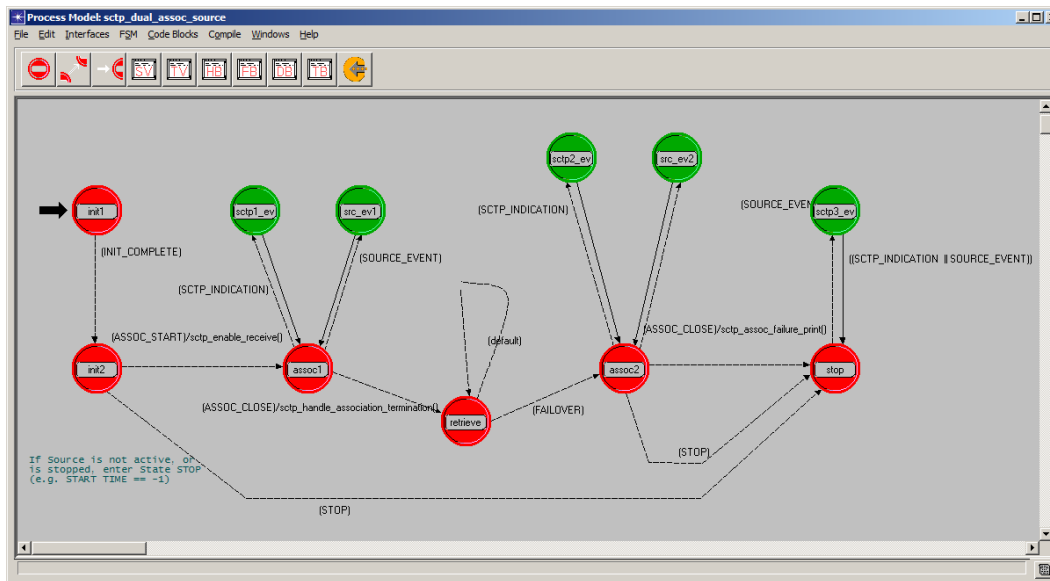 Process Model: sctp_dual_assoc_source
File Edit Interfaces FSM Code Blocks Compile Windows Help
SV TV HB FB DB TB
sctp2_ev src_ev2
init1 sctp1_ev src_ev1 (SCTP_INDICATION) (SOURCE_EVEN sctp3_ev
(INIT_COMPLETE) (SOURCE_EVENT) ((SCTP_INDICATION || SOURCE_EVENT))
(SCTP_INDICATION)
(ASSOC_START)/sctp_enable_receive() (default) (ASSOC_CLOSE)/sctp_assoc_failure_print()
init2 assoc1 assoc2 stop
(ASSOC_CLOSE)/sctp_handle_association_termination() (FAILOVER)
retrieve
(STOP)
If Source is not active, or
is stopped, enter State STOP
(e.g. START TIME == -1)
(STOP)